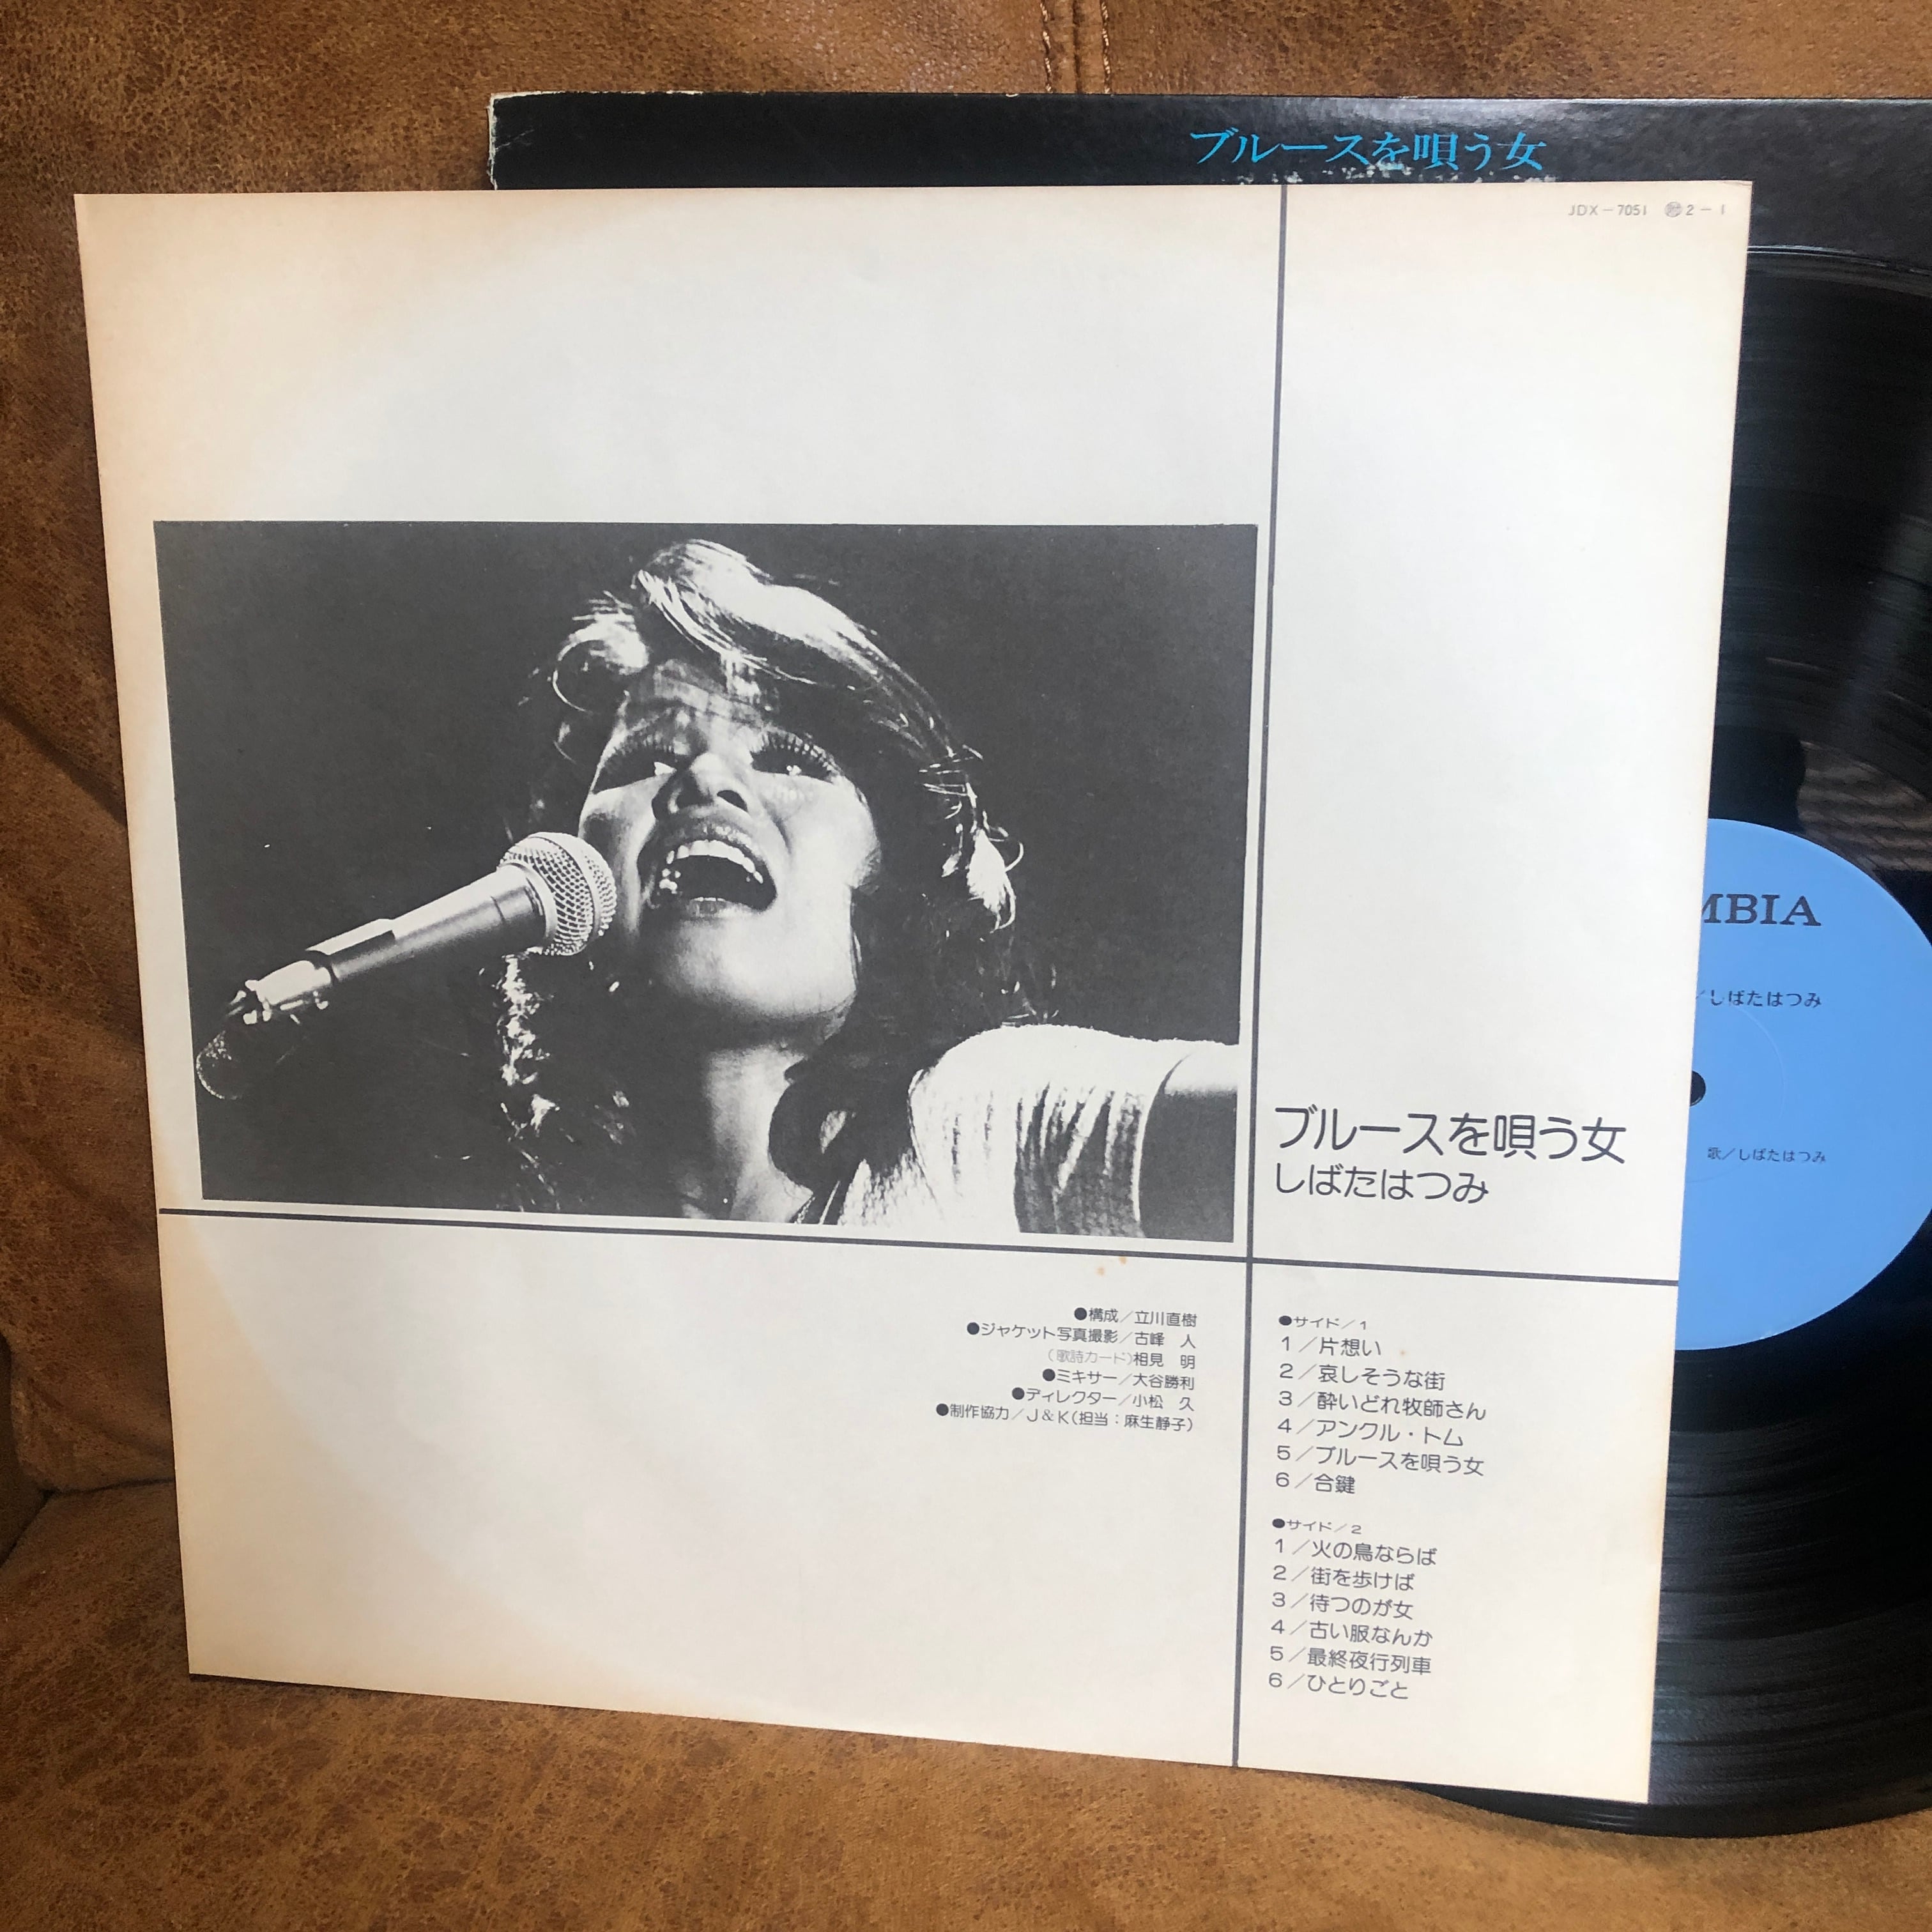 ブルースを唄う女
JDX-7051 2-1
MBIA
/しばたはつみ
歌/しばたはつみ
ブルースを唄う女
しばたはつみ
●構成/立川直樹
●ジャケット写真撮影/古峰 人
(歌詩カード)相見 明
●ミキサー/大谷勝利
●ディレクター/小松 久
●制作協力/J&K(担当:麻生静子)
●サイド/1
1/片想い
2/哀しそうな街
3/酔いどれ牧師さん
4/アンクル・トム
5/ブルースを唄う女
6/合鍵
●サイド/2
1/火の鳥ならば
2/街を歩けば
3/待つのが女
4/古い服なんか
5/最終夜行列車
6/ひとりごと